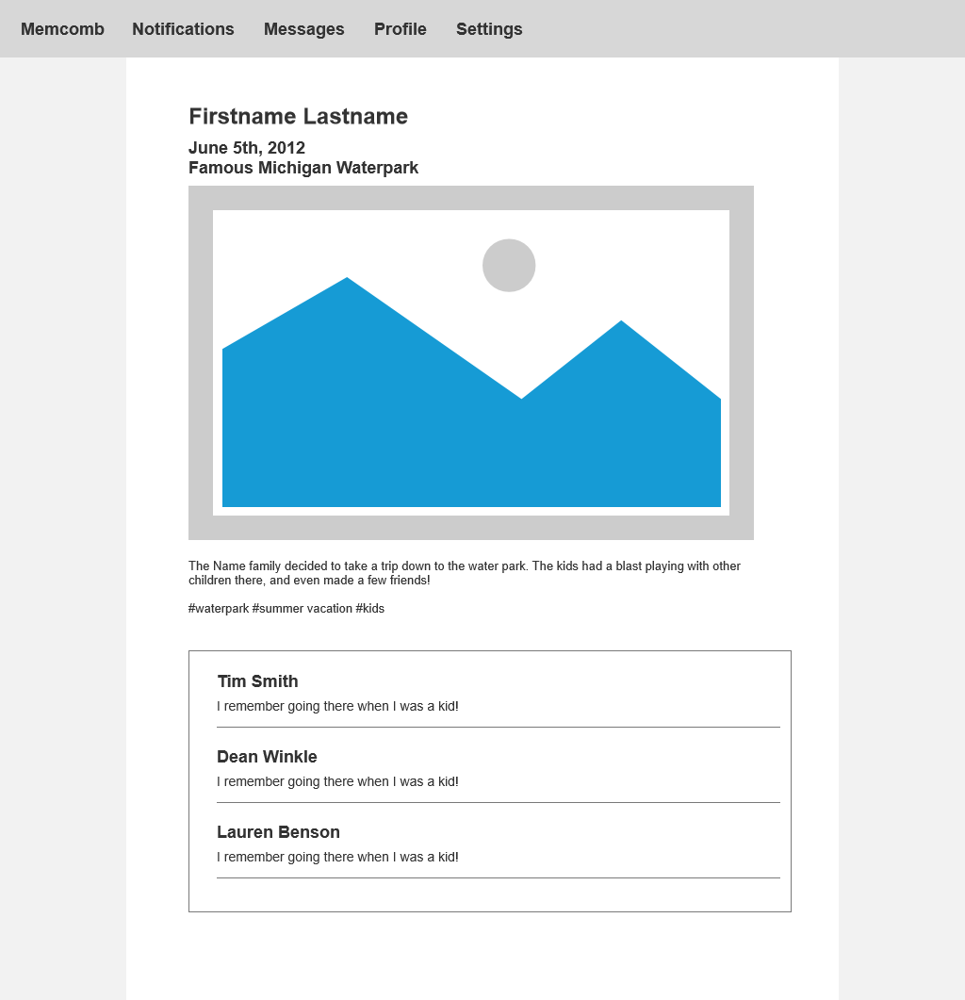 Memcomb Notifications Messages Profile Settings
Firstname Lastname
June 5th, 2012
Famous Michigan Waterpark
The Name family decided to take a trip down to the water park. The kids had a blast playing with other
children there, and even made a few friends!
#waterpark #summer vacation #kids
Tim Smith
I remember going there when I was a kid!
Dean Winkle
I remember going there when I was a kid!
Lauren Benson
I remember going there when I was a kid!